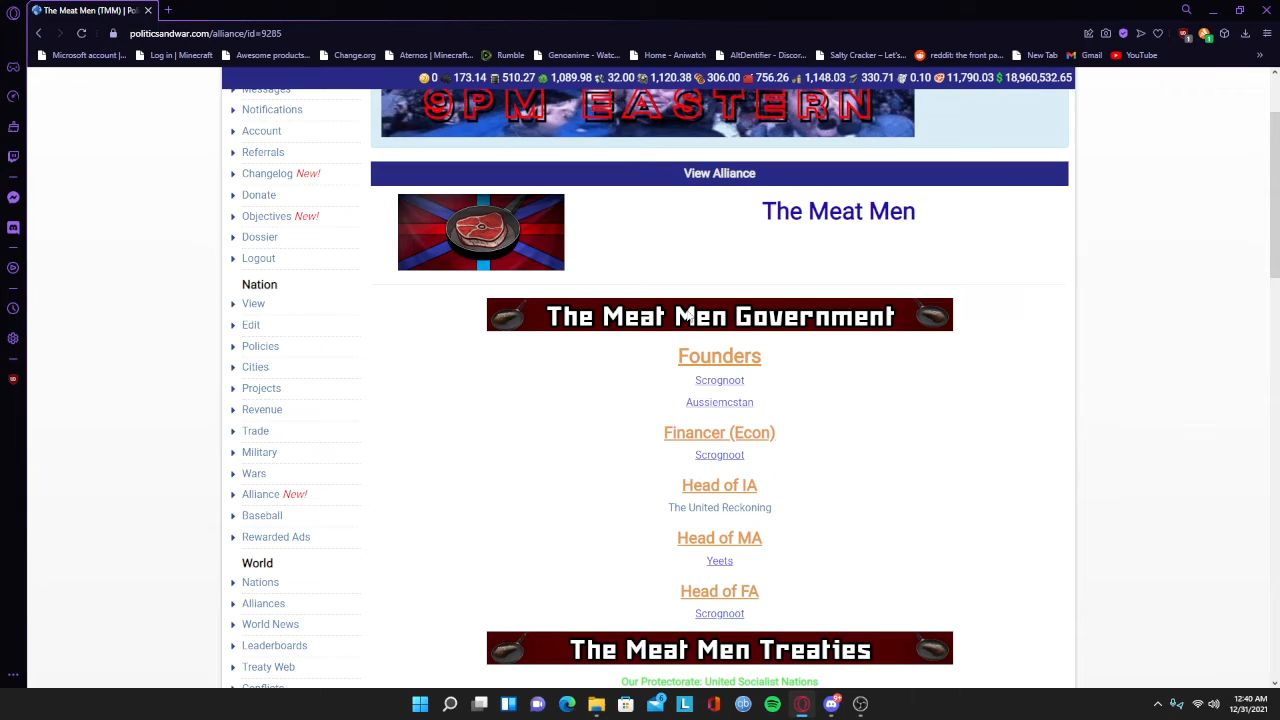 The Meat Men (TMM) | Pol
politicsandwar.com/alliance/id=9285
Microsoft account |...
Log in | Minecraft...
Awesome products...
Change.org
Aternos | Minecraft...
Rumble
Genoanime - Watc...
Home - Aniwatch
AltDentifier - Discor...
Salty Cracker - Let'...
reddit: the front pa...
New Tab
Gmail
YouTube
0 173.14 510.27 1,089.98 32.00 1,120.38 306.00 756.26 1,148.03 330.71 0.10 11,790.03 $ 18,960,532.65
Messages
Notifications
Account
Referrals
Changelog New!
Donate
Objectives New!
Dossier
Logout
Nation
View
Edit
Policies
Cities
Projects
Revenue
Trade
Military
Wars
Alliance New!
Baseball
Rewarded Ads
World
Nations
Alliances
World News
Leaderboards
Treaty Web
Conflicts
9PM EASTERN
View Alliance
The Meat Men
The Meat Men Government
Founders
Scrognoot
Aussiemcstan
Financer (Econ)
Scrognoot
Head of IA
The United Reckoning
Head of MA
Yeets
Head of FA
Scrognoot
The Meat Men Treaties
Our Protectorate: United Socialist Nations
12:40 AM
12/31/2021